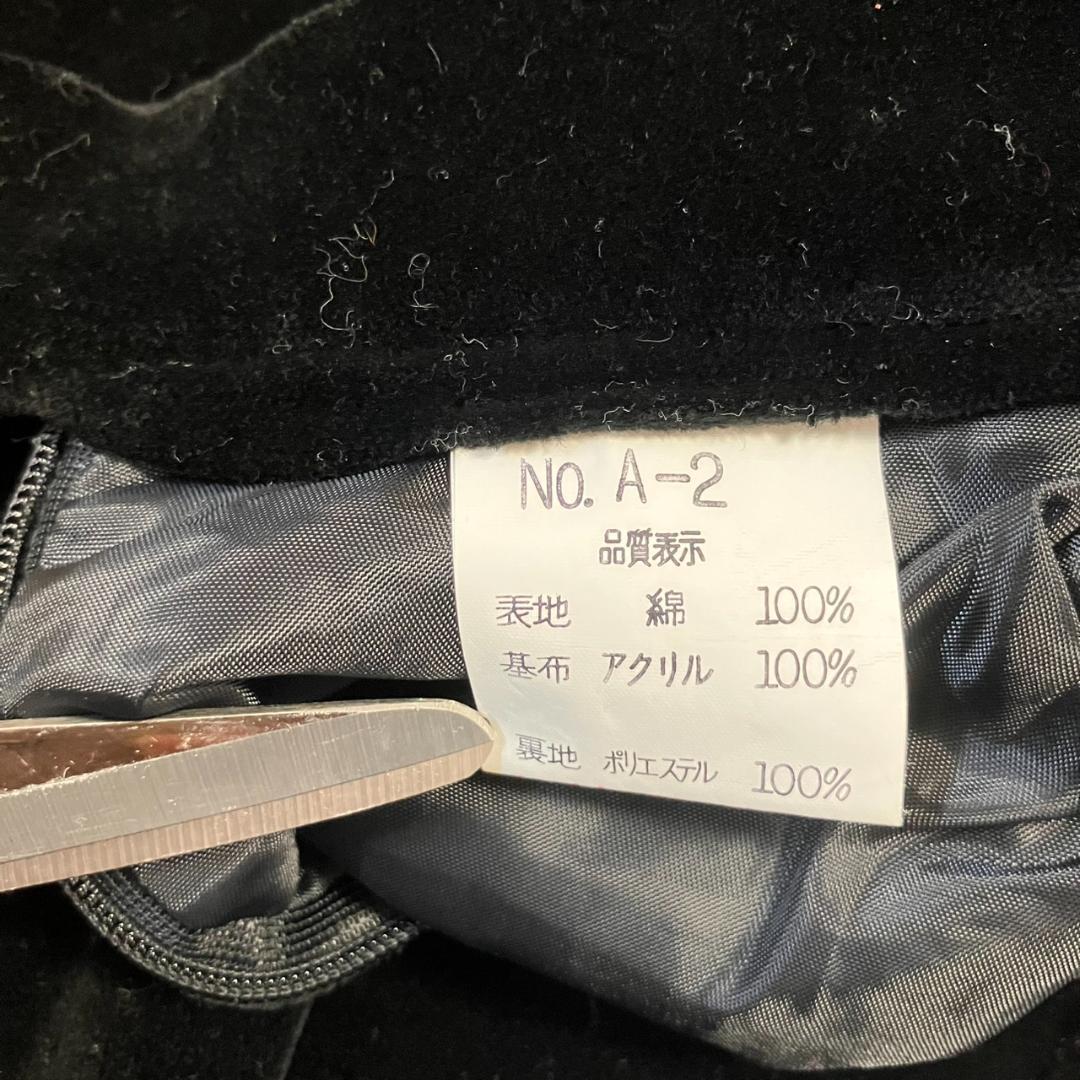 No. A-2
品質表示
表地 綿 100%
基布 アクリル 100%
裏地 ポリエステル 100%